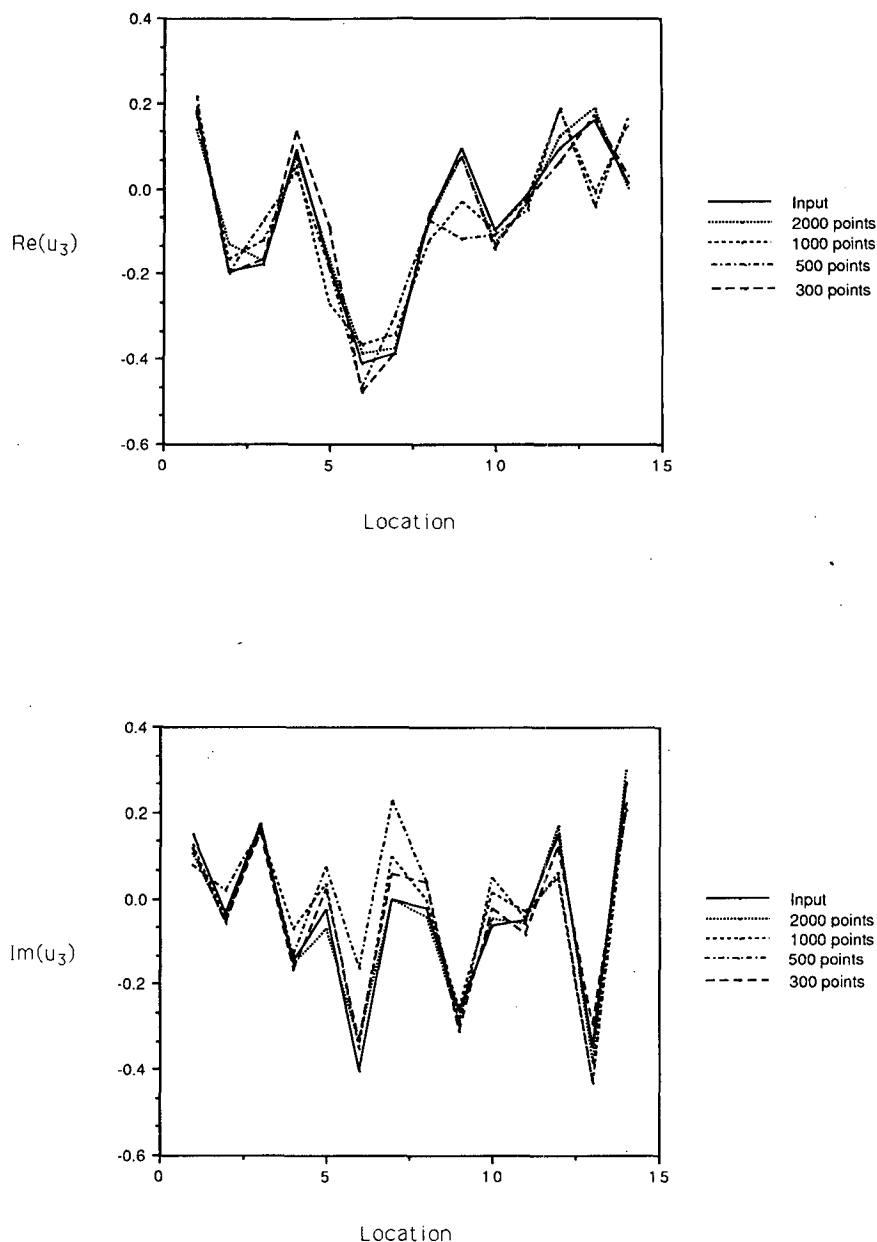 0.4
0.2
0.0
-0.2
-0.4
-0.6
Re(u3)
0
5
10
15
Location
Input
2000 points
1000 points
500 points
300 points
0.4
0.2
0.0
-0.2
-0.4
-0.6
Im(u3)
0
5
10
15
Location
Input
2000 points
1000 points
500 points
300 points